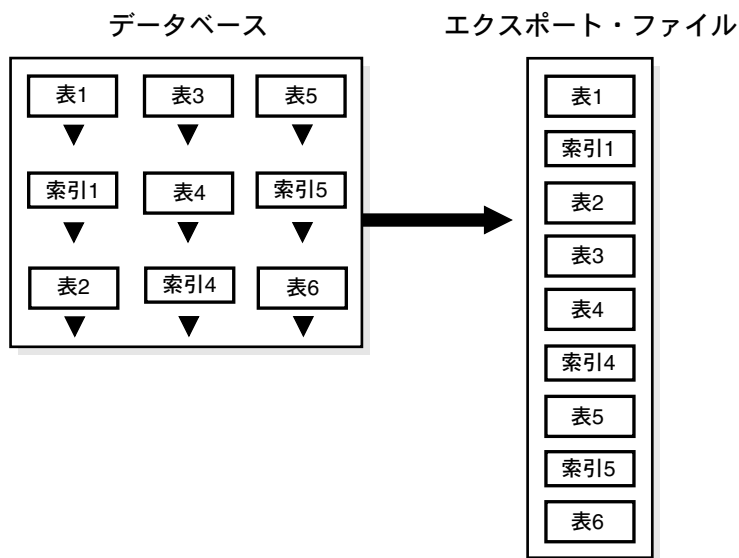 データベース
エクスポート・ファイル
表1
表3
表5
索引1
表4
索引5
表2
索引4
表6
表1
索引1
表2
表3
表4
索引4
表5
索引5
表6